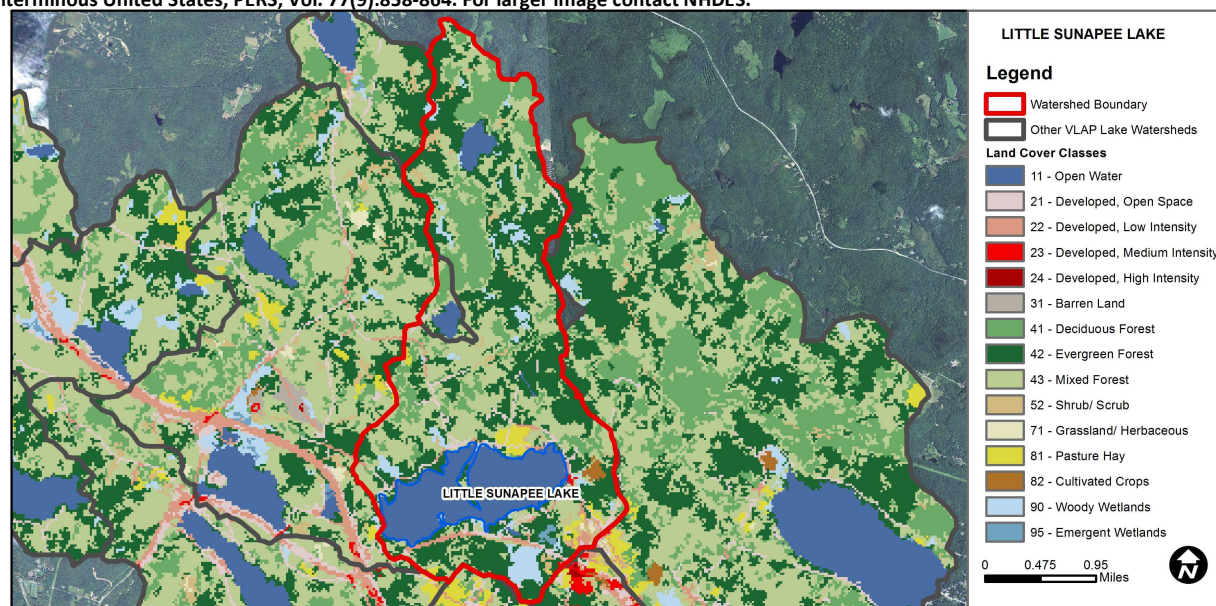 nterminous United States, PERS, Vol. 77(9):858-864. For larger image contact NHDES.
LITTLE SUNAPEE LAKE
LITTLE SUNAPEE LAKE
Legend
Watershed Boundary
Other VLAP Lake Watersheds
Land Cover Classes
11 - Open Water
21 - Developed, Open Space
22 - Developed, Low Intensity
23 - Developed, Medium Intensity
24 - Developed, High Intensity
31 - Barren Land
41 - Deciduous Forest
42 - Evergreen Forest
43 - Mixed Forest
52 - Shrub/ Scrub
71 - Grassland/ Herbaceous
81 - Pasture Hay
82 - Cultivated Crops
90 - Woody Wetlands
95 - Emergent Wetlands
0 0.475 0.95
Miles
N